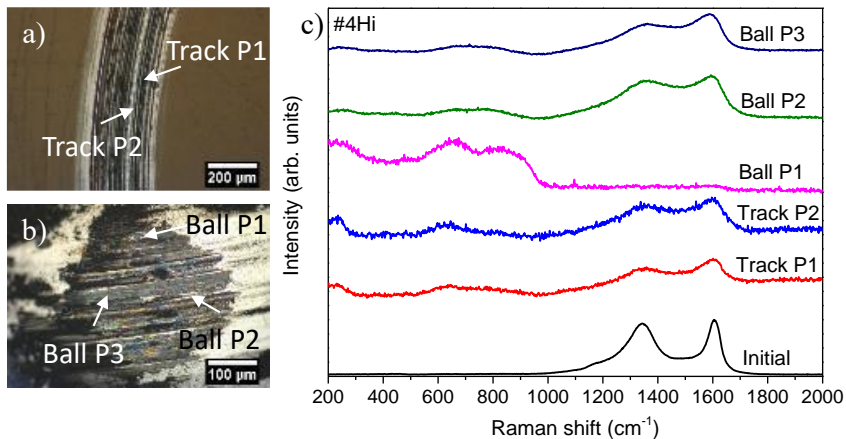 a)
Track P1
Track P2
200 µm
b)
Ball P1
Ball P3
Ball P2
100 µm
c)
#4Hi
Ball P3
Ball P2
Ball P1
Track P2
Track P1
Initial
Intensity (arb. units)
200 400 600 800 1000 1200 1400 1600 1800 2000
Raman shift (cm⁻¹)